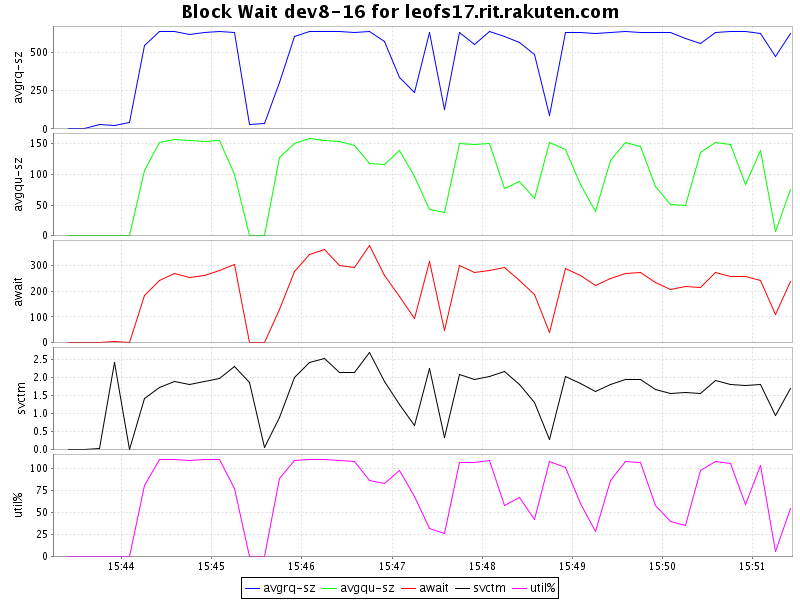 Block Wait dev8-16 for leofs17.rit.rakuten.com
avgrq-sz
500
250
0
avgqu-sz
150
100
50
0
await
300
200
100
0
svctm
2.5
2.0
1.5
1.0
0.5
0.0
util%
100
75
50
25
0
15:44 15:45 15:46 15:47 15:48 15:49 15:50 15:51
avgrq-sz avgqu-sz await svctm util%